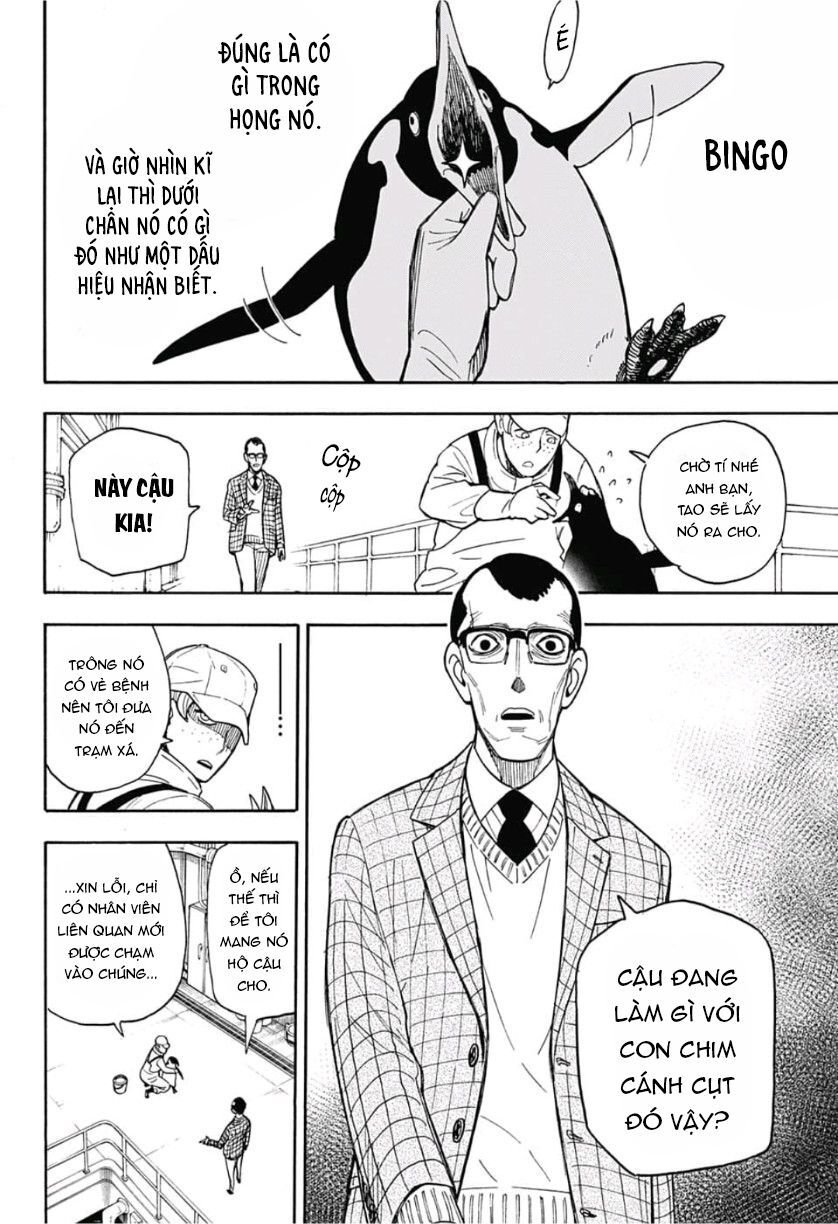 É
BINGO
ĐÚNG LÀ CÓ
GÌ TRONG
HỌNG NÓ.
VÀ GIỜ NHÌN KĨ
LẠI THÌ DƯỚI
CHÂN NÓ CÓ GÌ
ĐÓ NHƯ MỘT DẤU
HIỆU NHẬN BIẾT.
CHỜ TÍ NHÉ
ANH BẠN,
TAO SẼ LẤY
NÓ RA CHO.
CỘP
CỘP
NÀY CẬU
KIA!
CẬU ĐANG
LÀM GÌ VỚI
CON CHIM
CÁNH CỤT
ĐÓ VẬY?
TRÔNG NÓ
CÓ VẺ BỆNH
NÊN TÔI ĐƯA
NÓ ĐẾN
TRẠM XÁ.
Ồ, NẾU
THẾ THÌ
ĐỂ TÔI
MANG NÓ
HỘ CẬU
CHO.
...XIN LỖI, CHỈ
CÓ NHÂN VIÊN
LIÊN QUAN MỚI
ĐƯỢC CHẠM
VÀO CHÚNG...